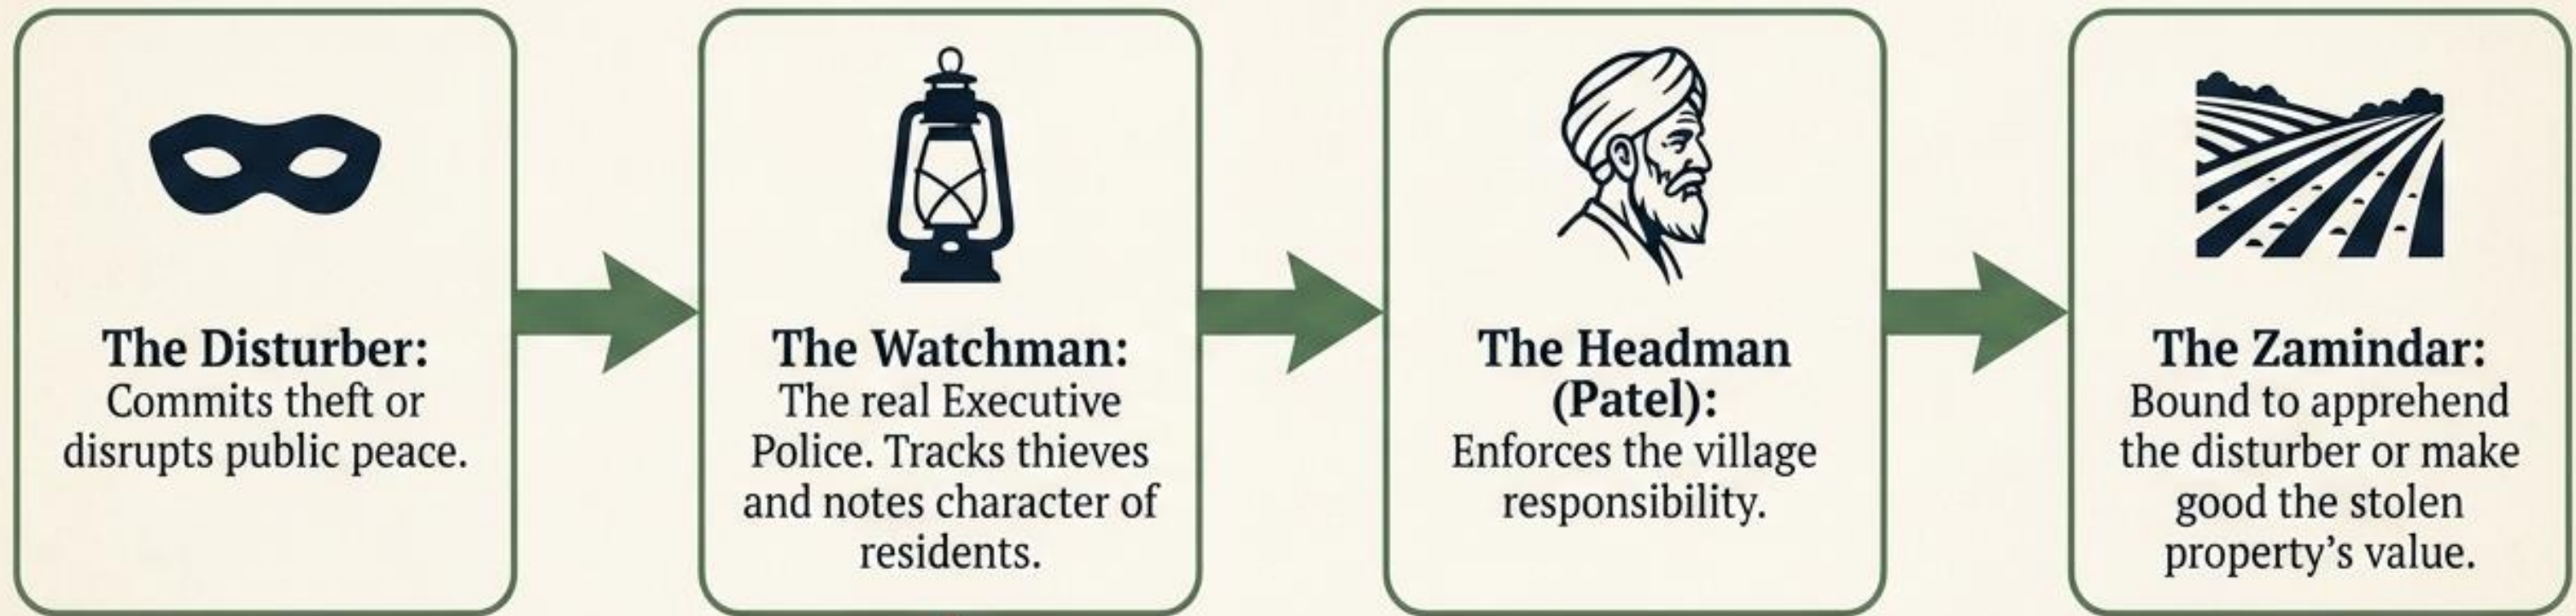 The Disturber:
Commits theft or
disrupts public peace.
The Watchman:
The real Executive
Police. Tracks thieves
and notes character of
residents.
The Headman
(Patel):
Enforces the village
responsibility.
The Zamindar:
Bound to apprehend
the disturber or make
good the stolen
property’s value.